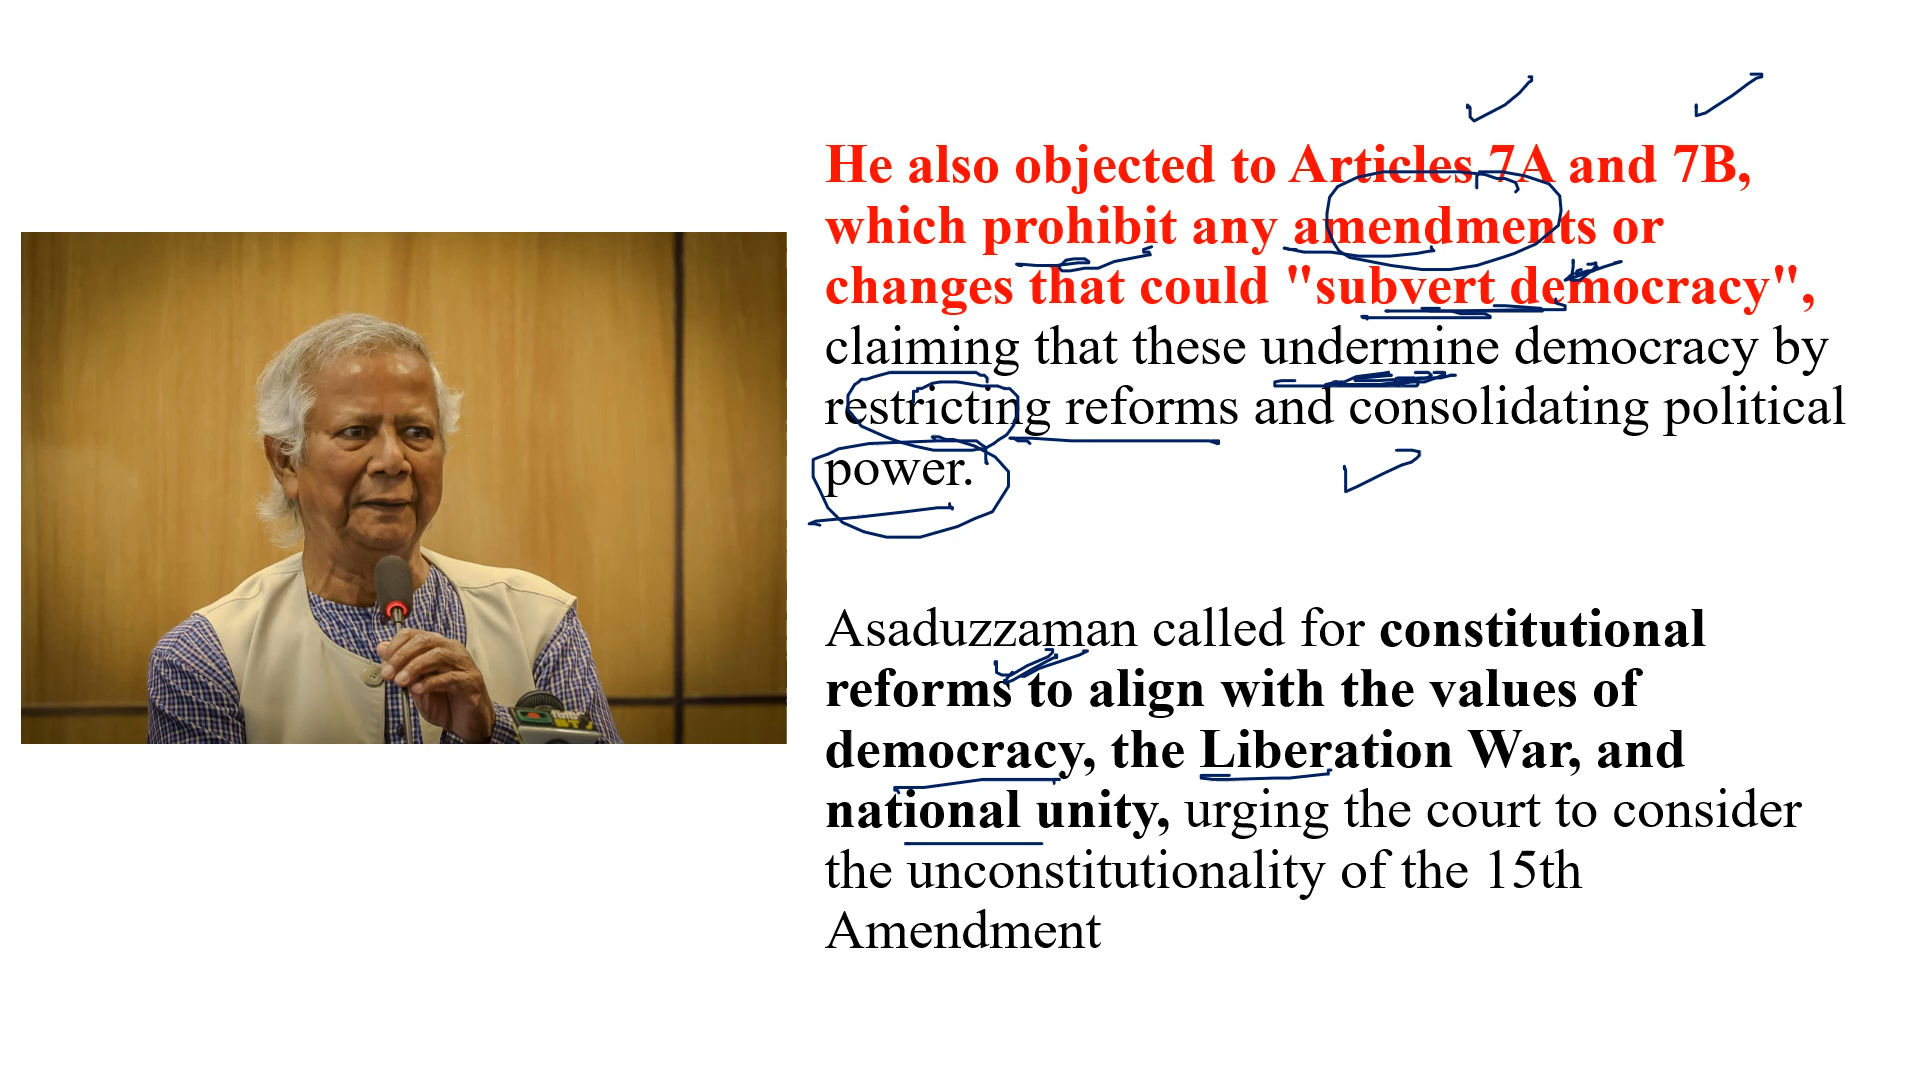 He also objected to Articles 7A and 7B,
which prohibit any amendments or
changes that could "subvert democracy",
claiming that these undermine democracy by
restricting reforms and consolidating political
power.
Asaduzzaman called for constitutional
reforms to align with the values of
democracy, the Liberation War, and
national unity, urging the court to consider
the unconstitutionality of the 15th
Amendment